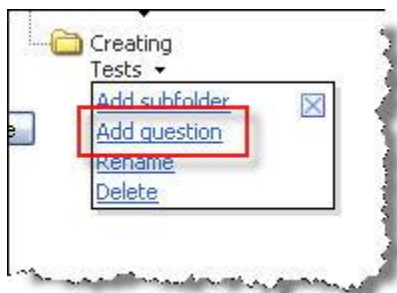 Creating
Tests
Add subfolder
Add question
Rename
Delete